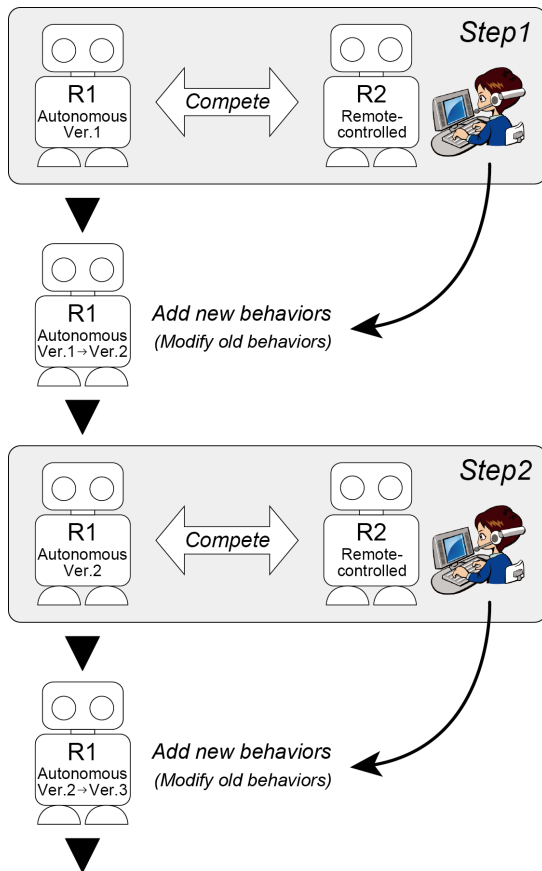 Step1
R1
Autonomous
Ver.1
Compete
R2
Remote-
controlled
R1
Autonomous
Ver.1→Ver.2
Add new behaviors
(Modify old behaviors)
Step2
R1
Autonomous
Ver.2
Compete
R2
Remote-
controlled
R1
Autonomous
Ver.2→Ver.3
Add new behaviors
(Modify old behaviors)